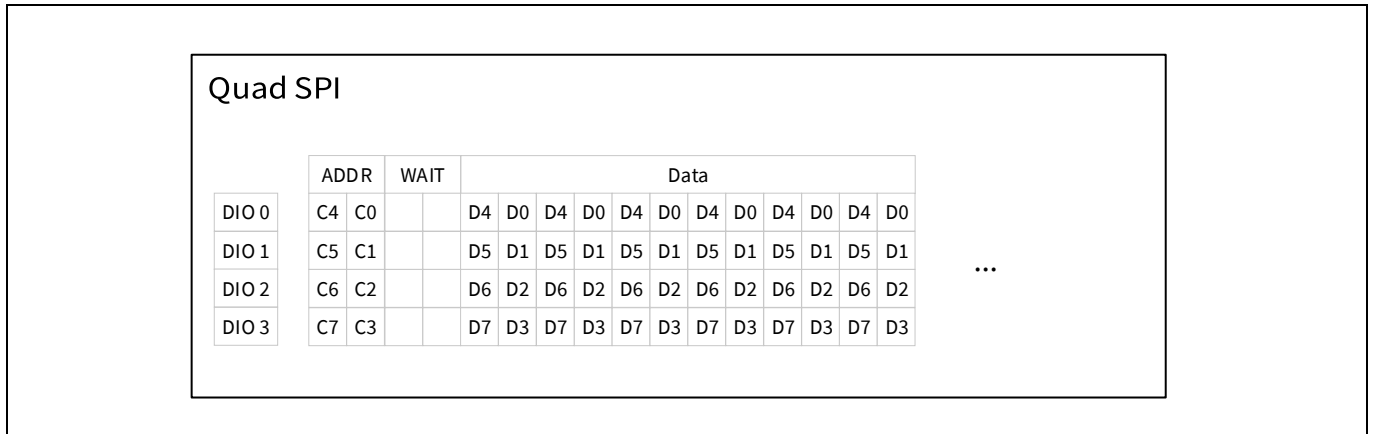 Quad SPI
ADDR WAIT Data
DIO 0 C4 C0 D4 D0 D4 D0 D4 D0 D4 D0 D4 D0 D4 D0
DIO 1 C5 C1 D5 D1 D5 D1 D5 D1 D5 D1 D5 D1 D5 D1
...
DIO 2 C6 C2 D6 D2 D6 D2 D6 D2 D6 D2 D6 D2 D6 D2
DIO 3 C7 C3 D7 D3 D7 D3 D7 D3 D7 D3 D7 D3 D7 D3